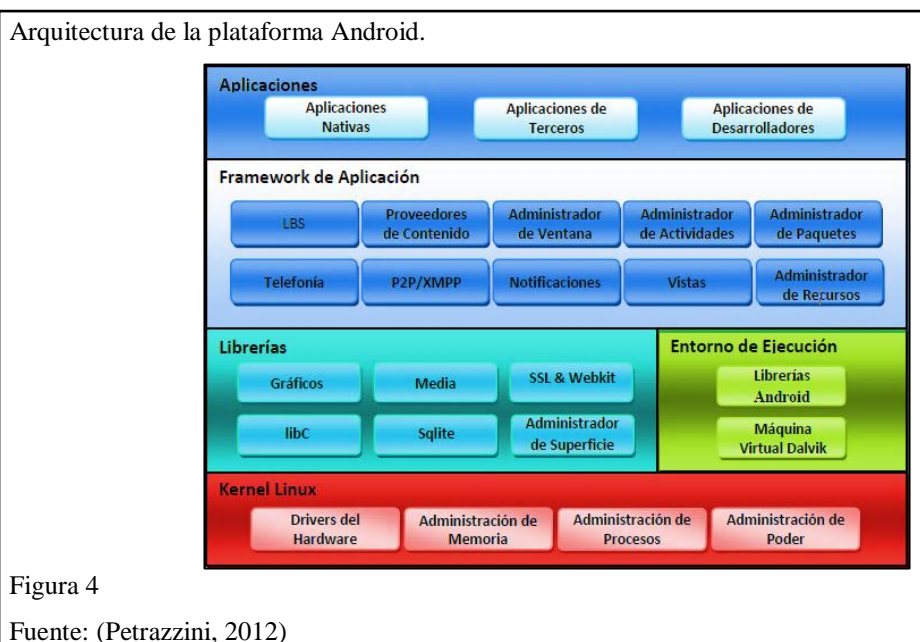 Arquitectura de la plataforma Android.
Aplicaciones
Aplicaciones
Nativas
Aplicaciones de
Terceros
Aplicaciones de
Desarrolladores
Framework de Aplicación
LBS
Proveedores
de Contenido
Administrador
de Ventana
Administrador
de Actividades
Administrador
de Paquetes
Telefonía
P2P/XMPP
Notificaciones
Vistas
Administrador
de Recursos
Librerías
Gráficos
Media
SSL & Webkit
libC
Sqlite
Administrador
de Superficie
Entorno de Ejecución
Librerías
Android
Máquina
Virtual Dalvik
Kernel Linux
Drivers del
Hardware
Administración de
Memoria
Administración de
Procesos
Administración de
Poder
Figura 4
Fuente: (Petrazzini, 2012)